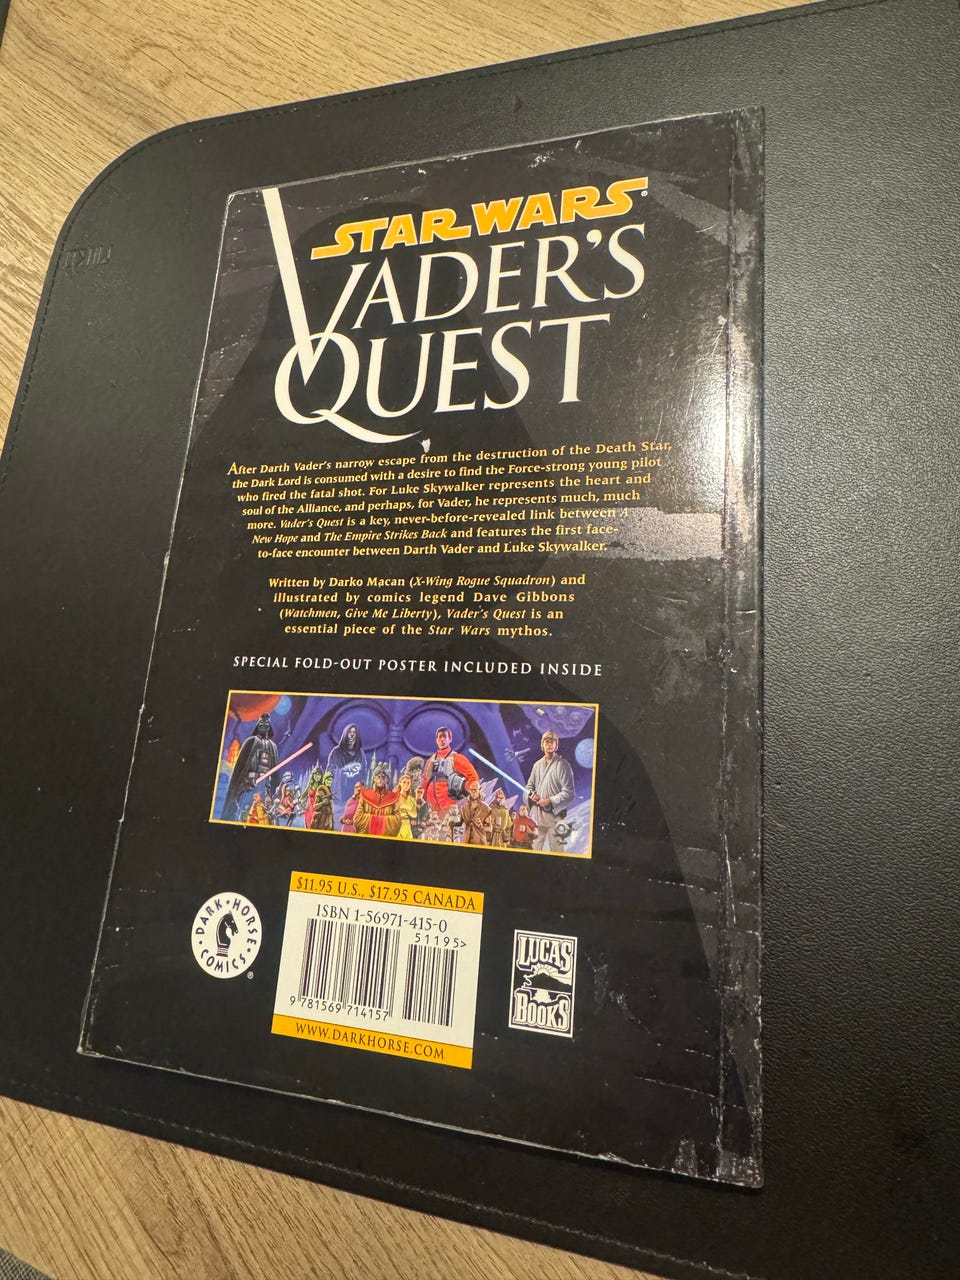 STAR WARS®
VADER'S
QUEST
After Darth Vader's narrow escape from the destruction of the Death Star,
the Dark Lord is consumed with a desire to find the Force-strong young pilot
who fired the fatal shot. For Luke Skywalker represents the heart and
soul of the Alliance, and perhaps, for Vader, he represents much, much
more. Vader's Quest is a key, never-before-revealed link between A
New Hope and The Empire Strikes Back and features the first face-
to-face encounter between Darth Vader and Luke Skywalker.
Written by Darko Macan (X-Wing Rogue Squadron) and
illustrated by comics legend Dave Gibbons
(Watchmen, Give Me Liberty), Vader's Quest is an
essential piece of the Star Wars mythos.
SPECIAL FOLD-OUT POSTER INCLUDED INSIDE
DARK HORSE COMICS®
$11.95 U.S., $17.95 CANADA
ISBN 1-56971-415-0
51195>
9 781569 714157
WWW.DARKHORSE.COM
LUCAS
BOOKS